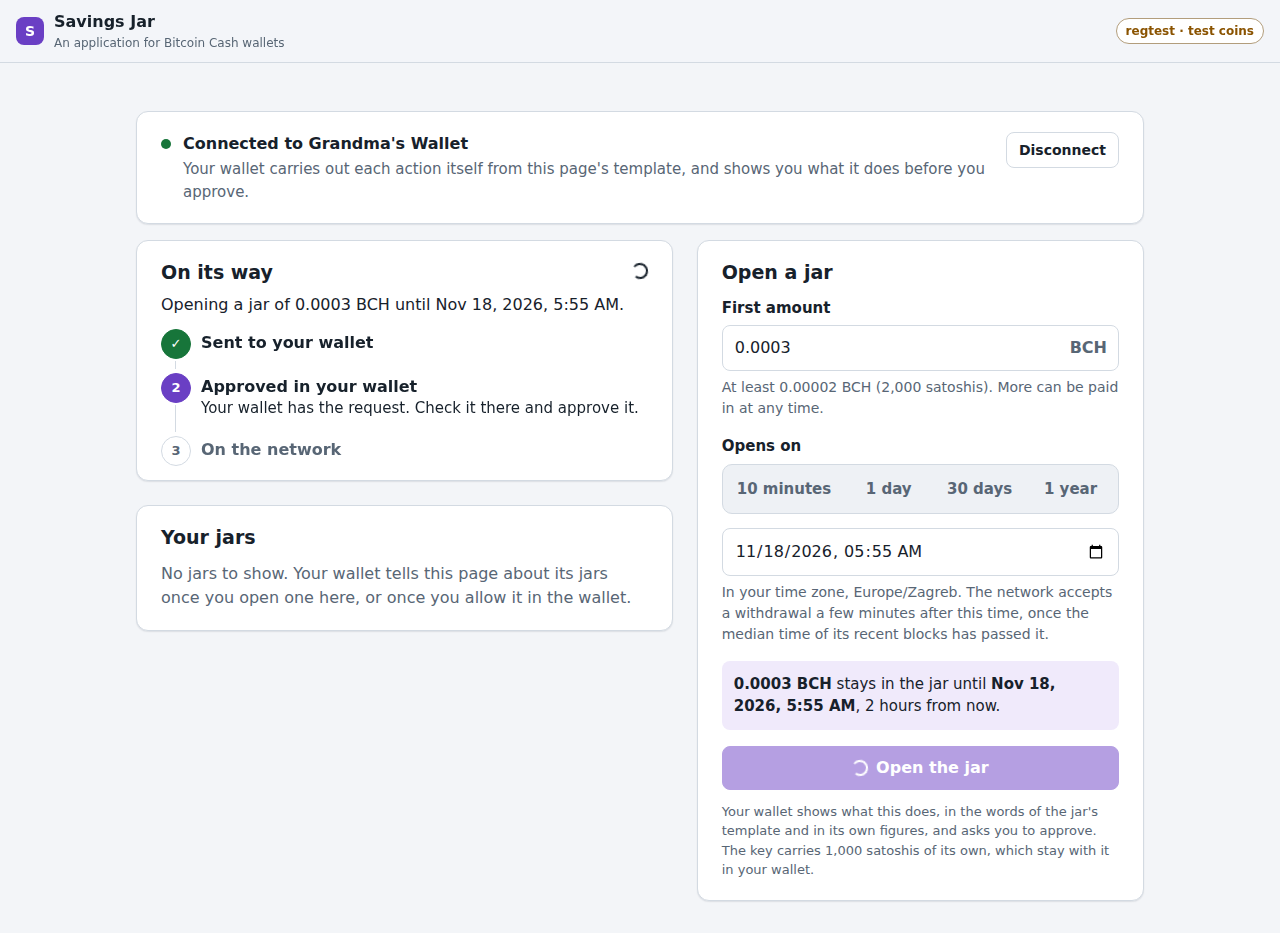 S
Savings Jar
An application for Bitcoin Cash wallets
regtest · test coins
Connected to Grandma's Wallet
Your wallet carries out each action itself from this page's template, and shows you what it does before you
approve.
Disconnect
On its way
Opening a jar of 0.0003 BCH until Nov 18, 2026, 5:55 AM.
✓
Sent to your wallet
2
Approved in your wallet
Your wallet has the request. Check it there and approve it.
3
On the network
Your jars
No jars to show. Your wallet tells this page about its jars
once you open one here, or once you allow it in the wallet.
Open a jar
First amount
0.0003 BCH
At least 0.00002 BCH (2,000 satoshis). More can be paid
in at any time.
Opens on
10 minutes 1 day 30 days 1 year
11/18/2026, 05:55 AM
In your time zone, Europe/Zagreb. The network accepts
a withdrawal a few minutes after this time, once the
median time of its recent blocks has passed it.
0.0003 BCH stays in the jar until Nov 18,
2026, 5:55 AM, 2 hours from now.
Open the jar
Your wallet shows what this does, in the words of the jar's
template and in its own figures, and asks you to approve.
The key carries 1,000 satoshis of its own, which stay with it
in your wallet.